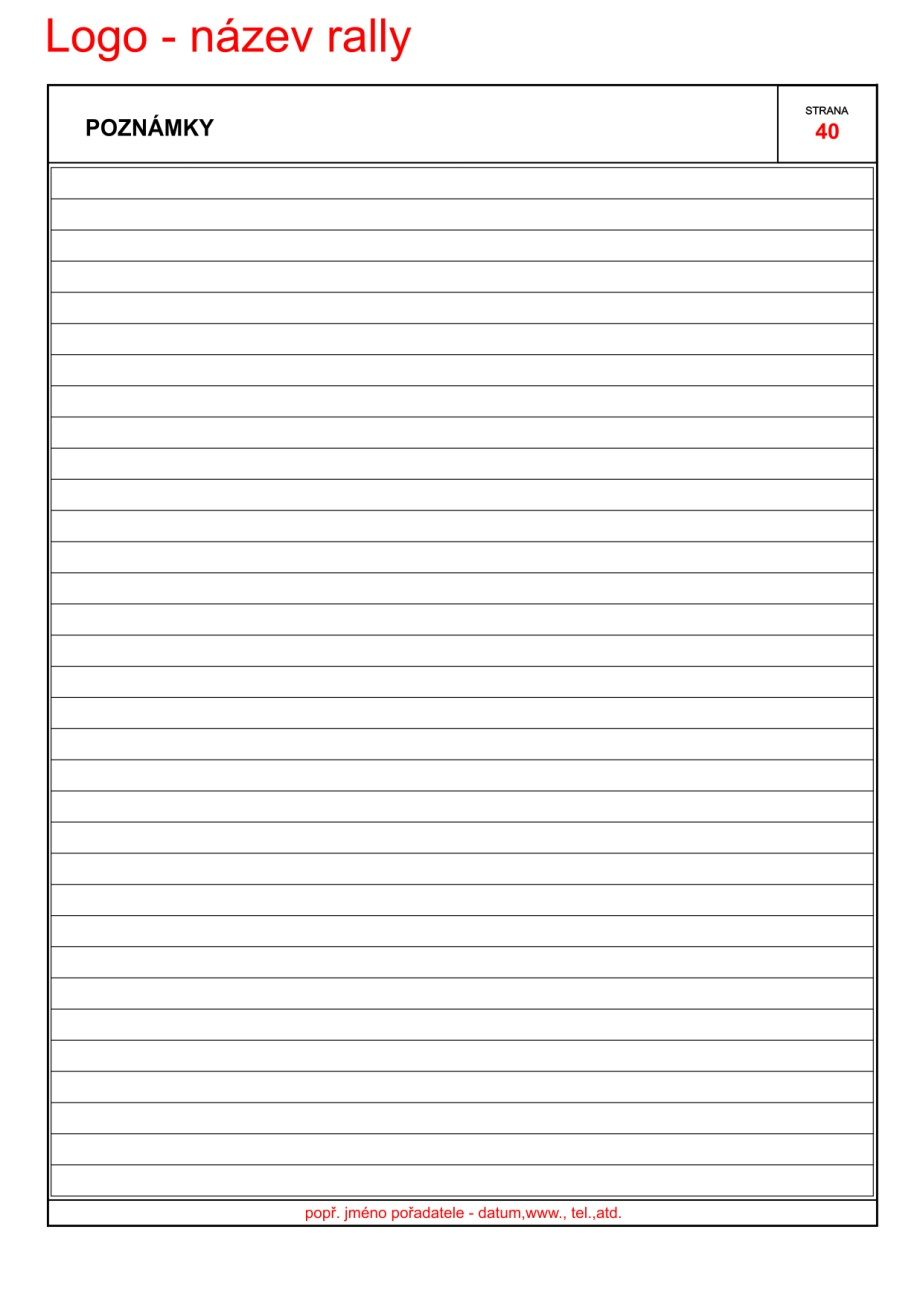 Logo - název rally
POZNÁMKY
STRANA
40
popř. jméno pořadatele - datum,www., tel.,atd.